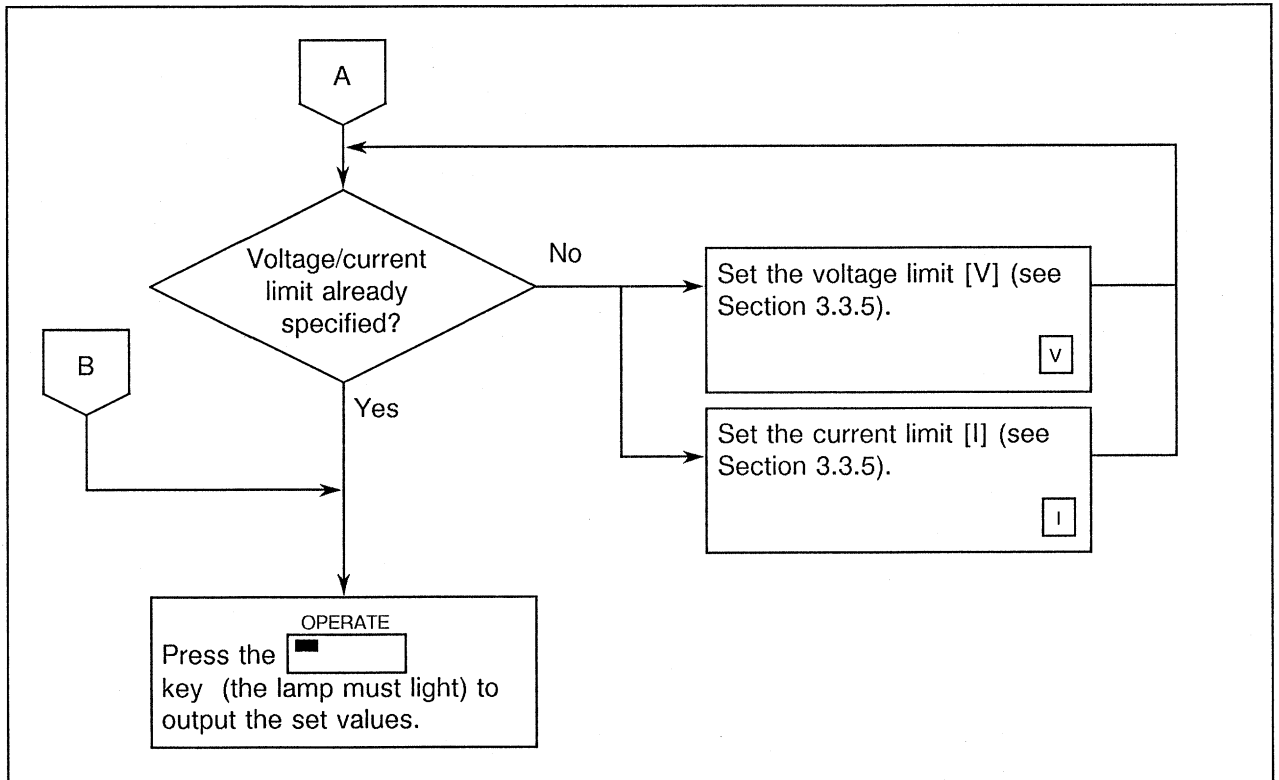 A
Voltage/current
limit already
specified?
No
Set the voltage limit [V] (see
Section 3.3.5).
V
B
Yes
Set the current limit [I] (see
Section 3.3.5).
I
OPERATE
Press the
key (the lamp must light) to
output the set values.